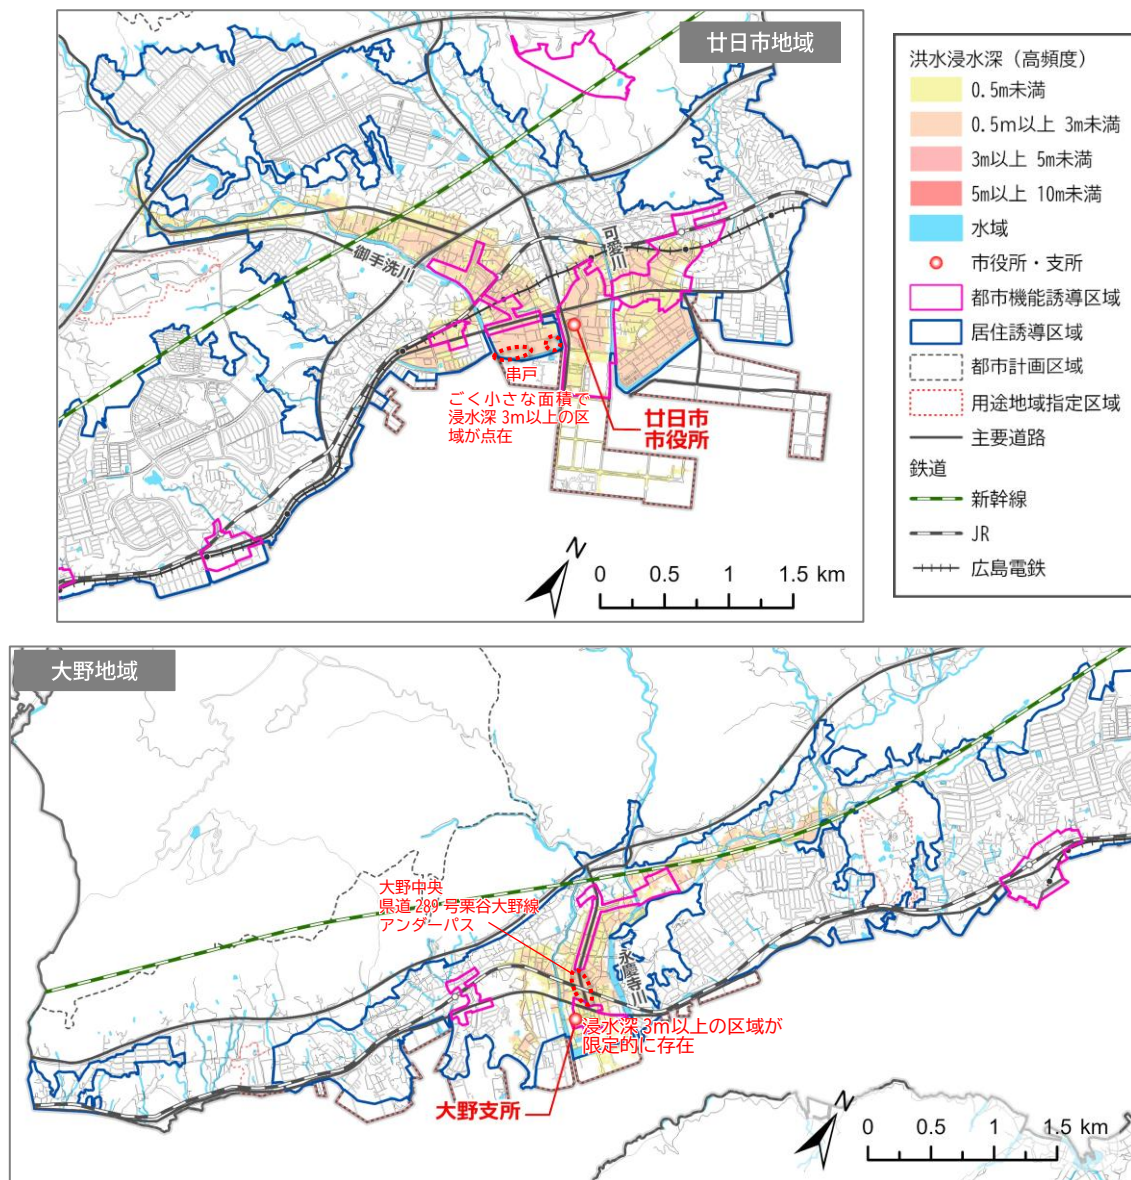 廿日市地域
御手洗川
可愛川
串戸
ごく小さな面積で
浸水深 3m以上の区
域が点在
廿日市
市役所
N
0 0.5 1 1.5 km
洪水浸水深（高頻度）
0.5m未満
0.5m以上 3m未満
3m以上 5m未満
5m以上 10m未満
水域
市役所・支所
都市機能誘導区域
居住誘導区域
都市計画区域
用途地域指定区域
主要道路
鉄道
新幹線
JR
広島電鉄
大野地域
大野中央
県道 289 号栗谷大野線
アンダーパス
永慶寺川
浸水深 3m以上の区域が
限定的に存在
大野支所
N
0 0.5 1 1.5 km